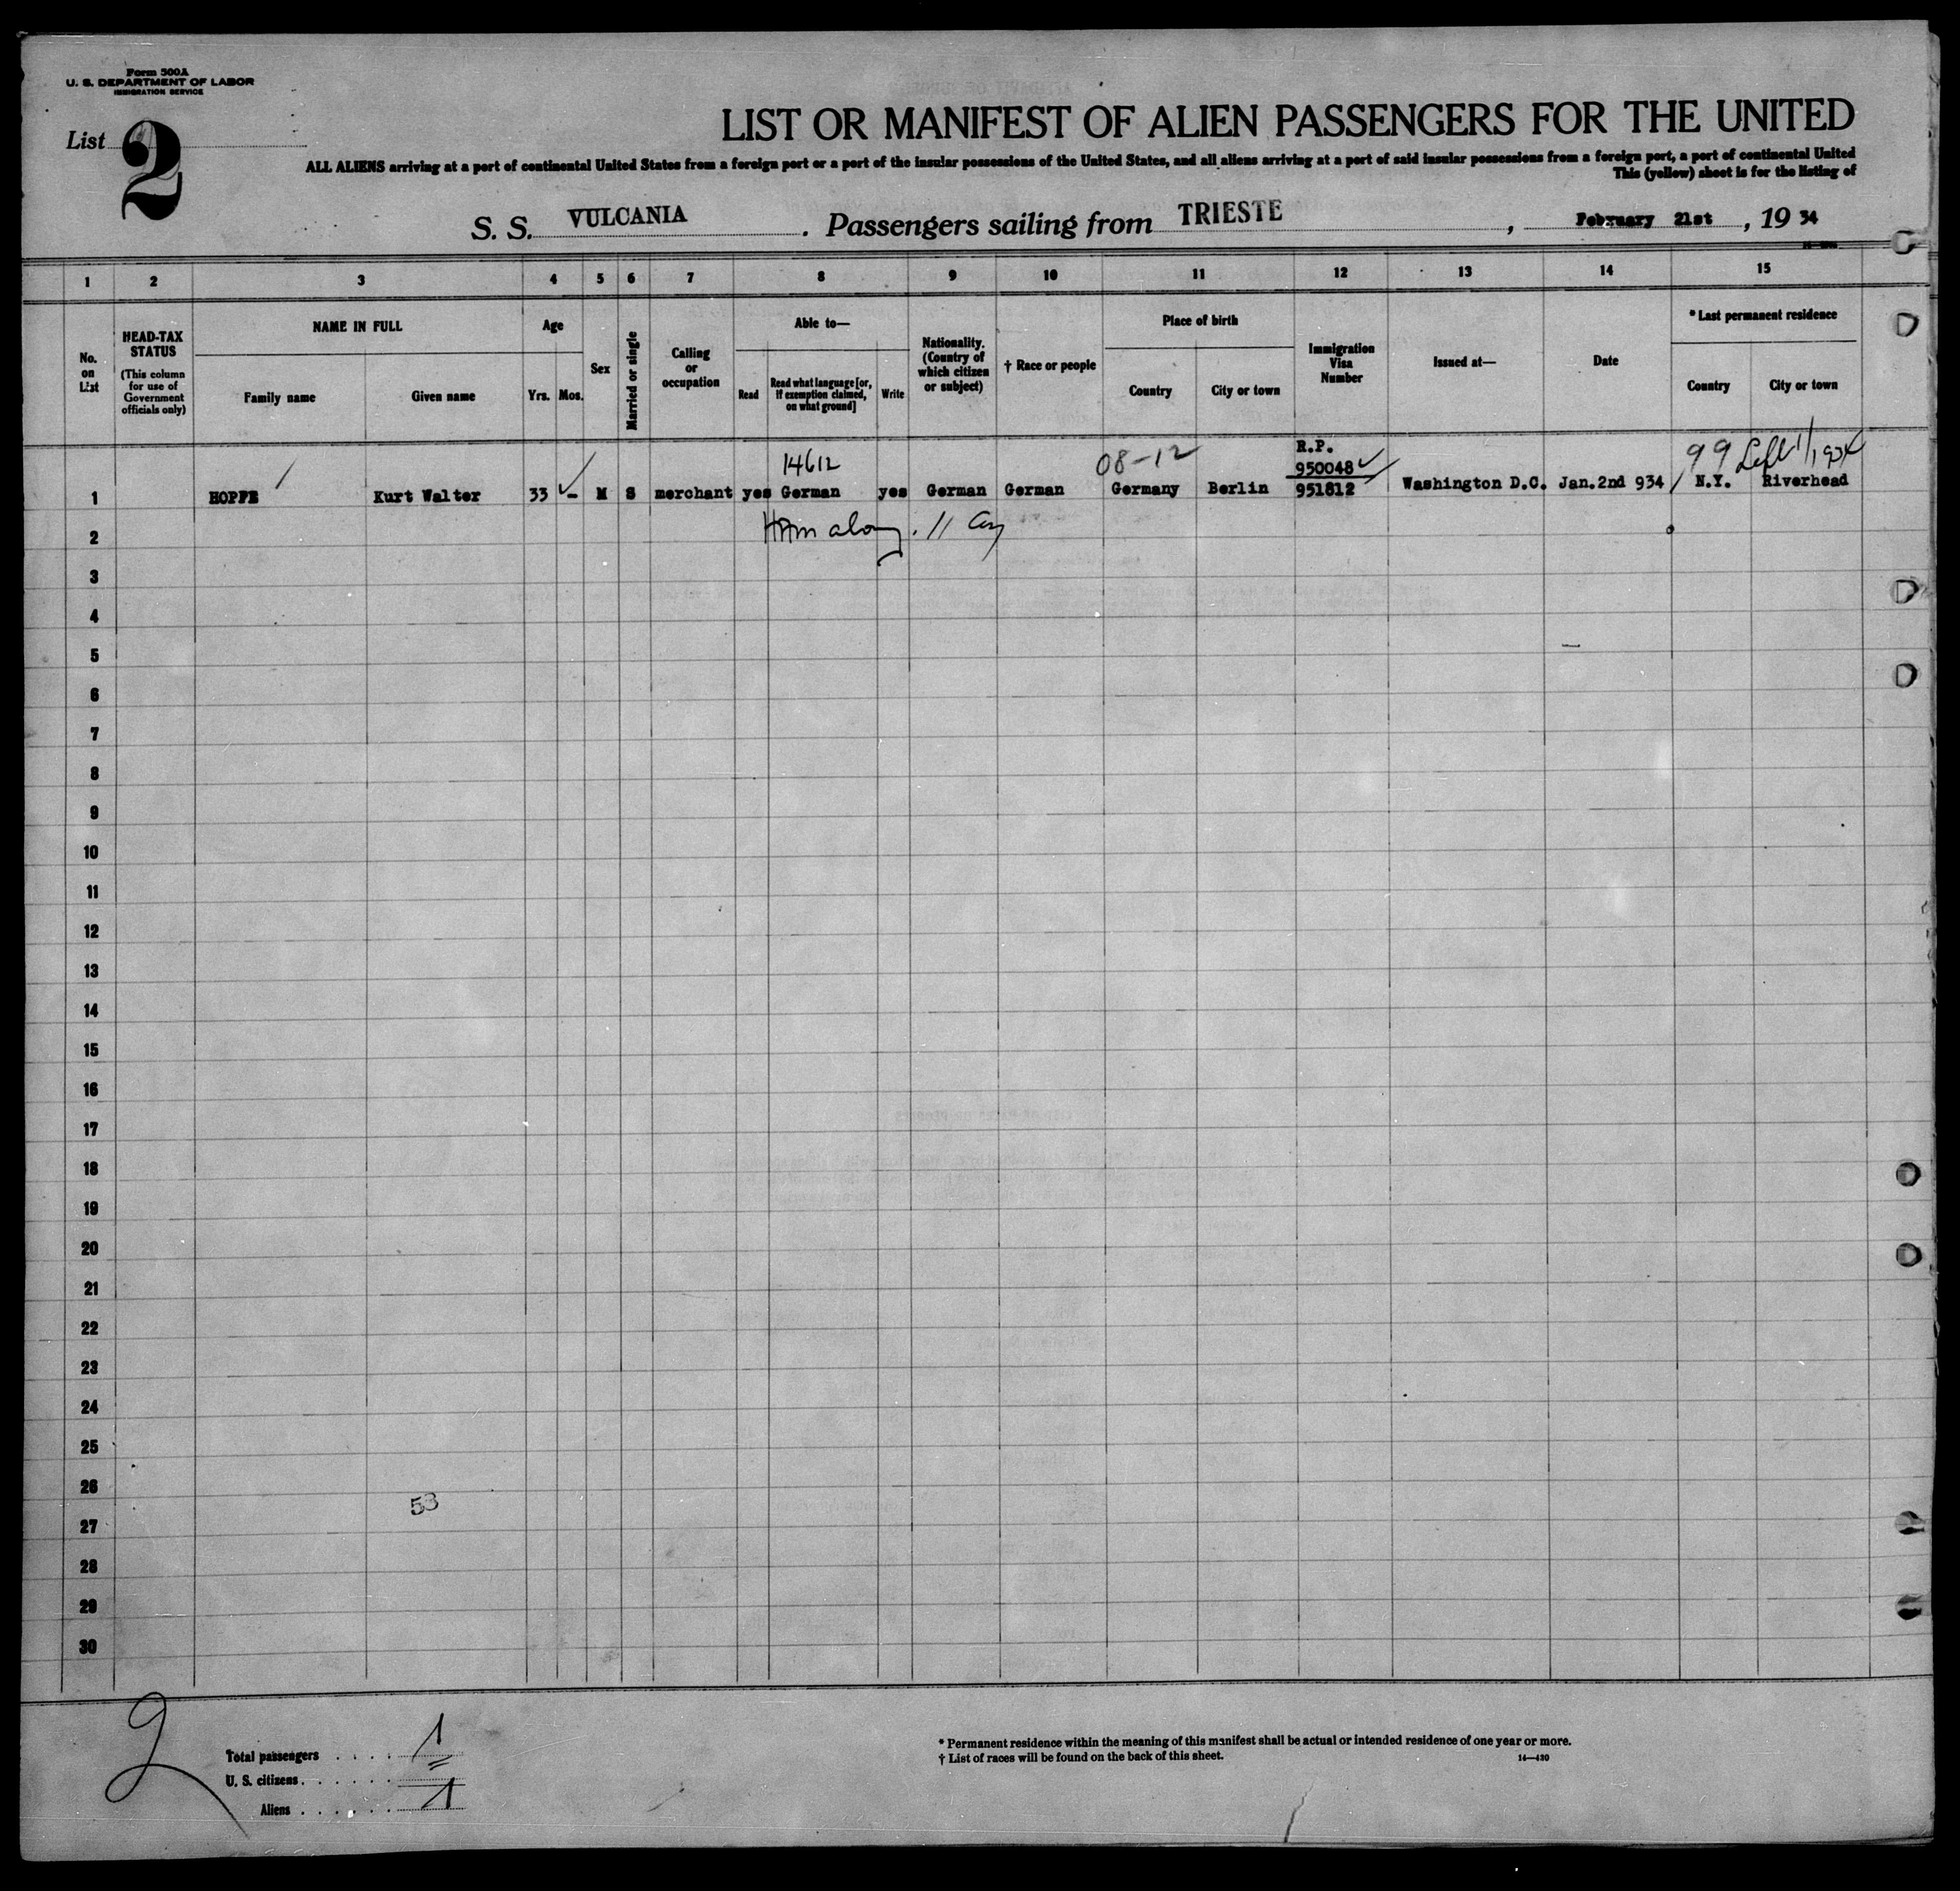 Form 500A
U. S. DEPARTMENT OF LABOR
IMMIGRATION SERVICE
List 2
LIST OR MANIFEST OF ALIEN PASSENGERS FOR THE UNITED
ALL ALIENS arriving at a port of continental United States from a foreign port or a port of the insular possessions of the United States, and all aliens arriving at a port of said insular possessions from a foreign port, a port of continental United
This (yellow) sheet is for the listing of
S. S. VULCANIA . Passengers sailing from TRIESTE , February 21st , 19 34
1 2 3 4 5 6 7 8 9 10 11 12 13 14 15
No. on List
HEAD-TAX STATUS (This column for use of Government officials only)
NAME IN FULL
Family name Given name
Age
Yrs. Mos.
Sex
Married or single
Calling or occupation
Able to—
Read Read what language [or, if exemption claimed, on what ground] Write
Nationality. (Country of which citizen or subject)
† Race or people
Place of birth
Country City or town
Immigration Visa Number
Issued at—
Date
* Last permanent residence
Country City or town
14612 08-12 R.P. 99 Left 1/1934
950048
1 HOPPE Kurt Walter 33 - M S merchant yes German yes German German Germany Berlin 951812 Washington D.C. Jan.2nd 934 N.Y. Riverhead
2
3
4
5
6
7
8
9
10
11
12
13
14
15
16
17
18
19
20
21
22
23
24
25
26
53
27
28
29
30
2
Total passengers . . . . 1
U. S. citizens . . . . . .
Aliens . . . . . . 1
* Permanent residence within the meaning of this manifest shall be actual or intended residence of one year or more.
† List of races will be found on the back of this sheet. 14—430